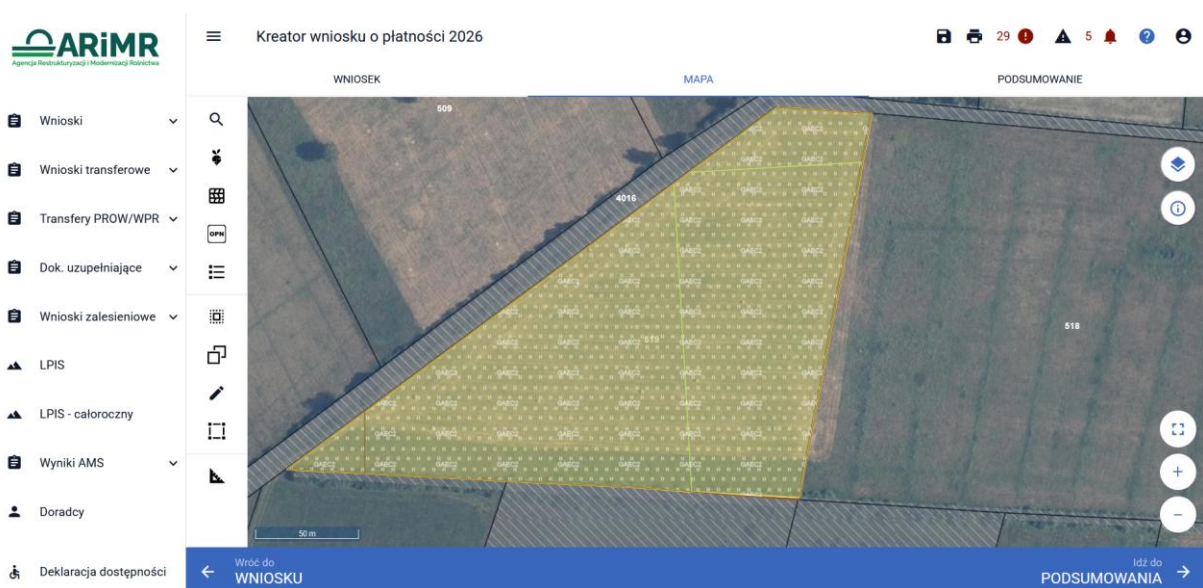 ARiMR
Agencja Restrukturyzacji i Modernizacji Rolnictwa
Kreator wniosku o płatności 2026
29
5
WNIOSEK
MAPA
PODSUMOWANIE
Wnioski
Wnioski transferowe
Transfery PROW/WPR
Dok. uzupełniające
Wnioski zalesieniowe
LPIS
LPIS - całoroczny
Wyniki AMS
Doradcy
Deklaracja dostępności
OPN
509
4016
518
GAEC2
50 m
Wróć do
WNIOSKU
Idź do
PODSUMOWANIA